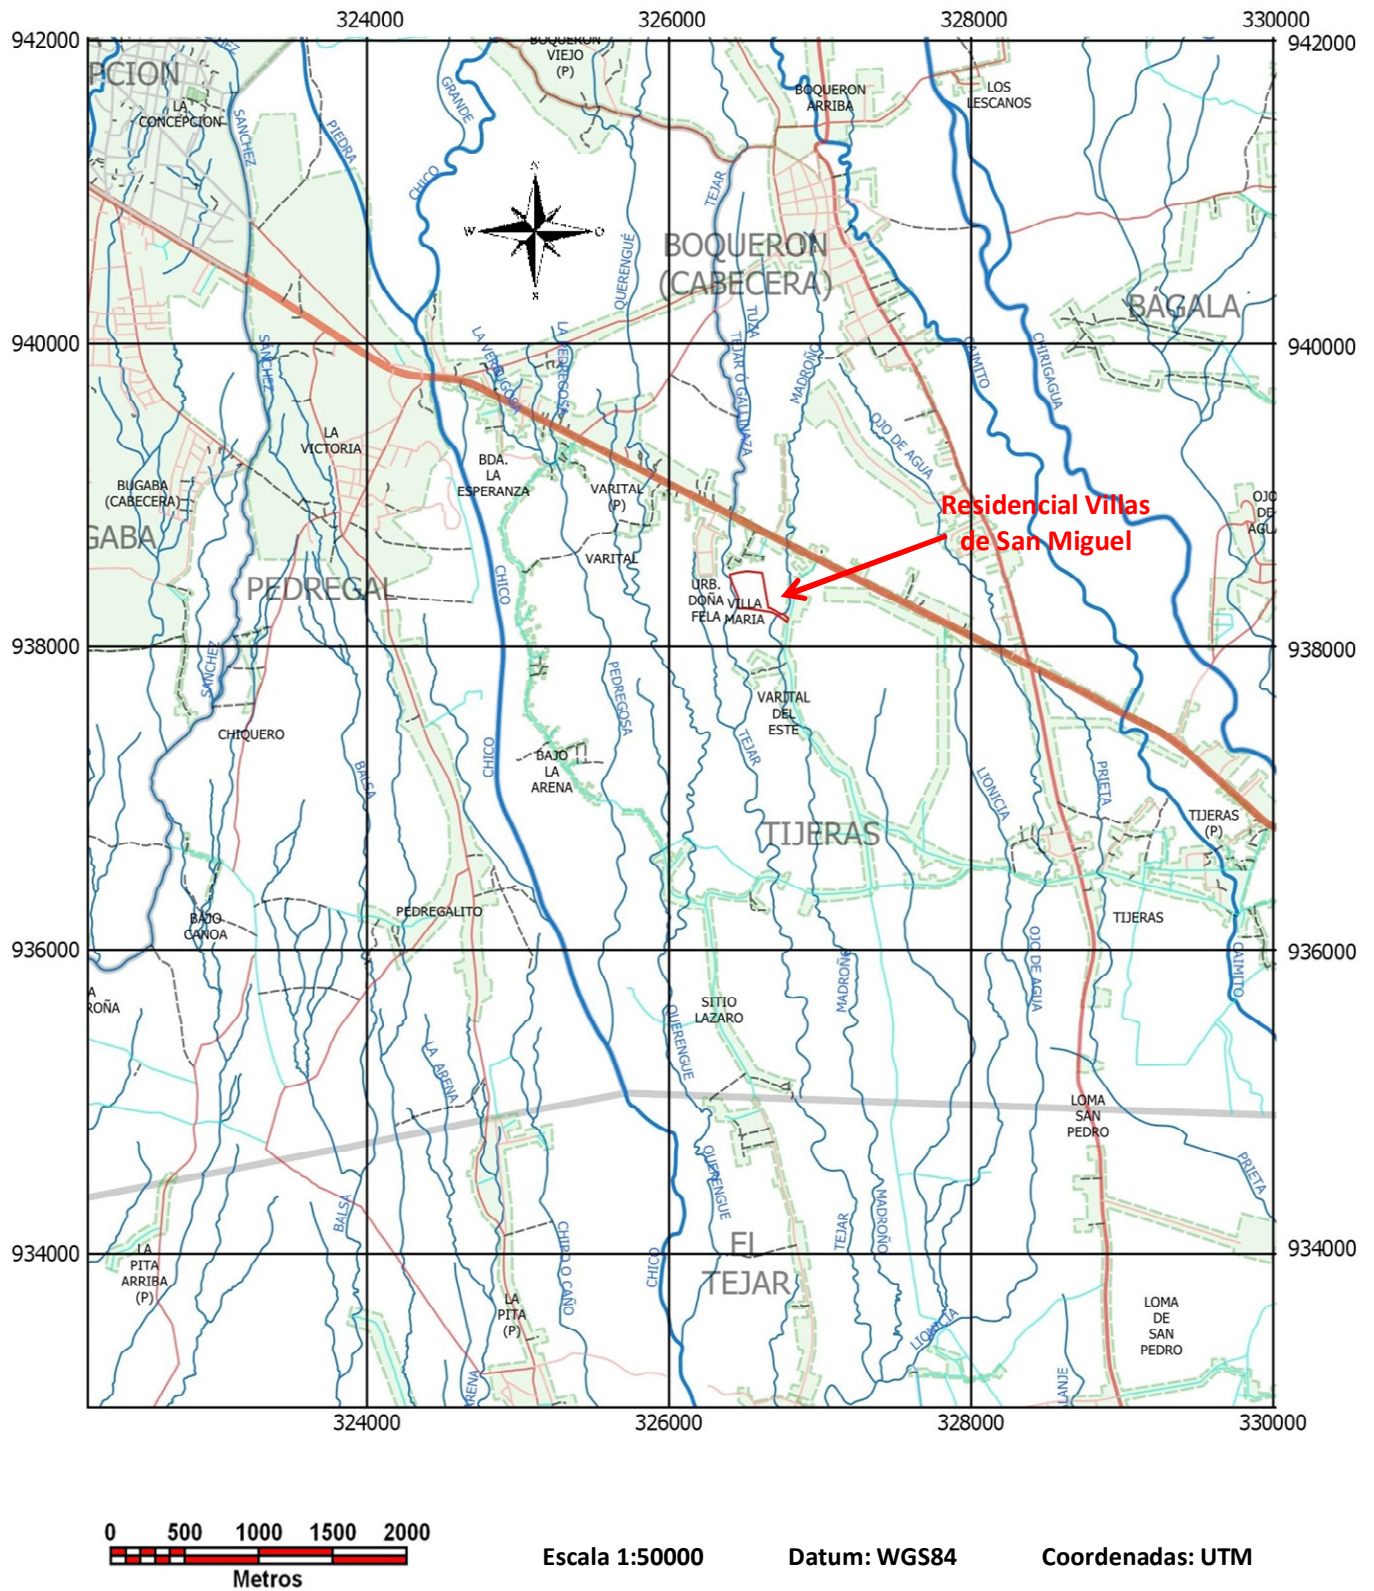 324000
326000
328000
330000
942000
942000
BOQUERON
VIEJO
(P)
PCION
LA
CONCEPCION
SANCHEZ
PIEDRA
GRANDE
CHICO
TEJAR
BOQUERON
ARRIBA
LOS
LESCANOS
N
W
O
S
QUERENGUÉ
BOQUERON
(CABECERA)
BÁGALA
940000
940000
SANCHEZ
LA VERRUGOSA
LA PEDREGOSA
TUZA
TEJAR O GALLINAZA
MADROÑO
CAIMITO
CHIRIGAGUA
OJO DE AGUA
LA
VICTORIA
BUGABA
(CABECERA)
GABA
BDA.
LA
ESPERANZA
VARITAL
(P)
VARITAL
OJO
DE
AGU
Residencial Villas
de San Miguel
PEDREGAL
CHICO
URB.
DOÑA
FELA
VILLA
MARIA
938000
938000
SANCHEZ
PEDREGOSA
VARITAL
DEL
ESTE
CHIQUERO
CHICO
TEJAR
BALSA
BAJO
LA
ARENA
LIONICIA
PRIETA
TIJERAS
TIJERAS
(P)
BAJO
CANOA
PEDREGALITO
TIJERAS
936000
936000
MADROÑO
OJO DE AGUA
CAIMITO
A
ROÑA
SITIO
LAZARO
QUERENGUE
LA ARENA
LOMA
SAN
PEDRO
QUERENGUE
PRIETA
BALSA
TEJAR
MADROÑO
CHICO
CHIRO O CAÑO
EL
TEJAR
934000
934000
LA
PITA
ARRIBA
(P)
LA
PITA
(P)
LIONICIA
LOMA
DE
SAN
PEDRO
ARENA
LANJE
324000
326000
328000
330000
0 500 1000 1500 2000
Metros
Escala 1:50000 Datum: WGS84 Coordenadas: UTM